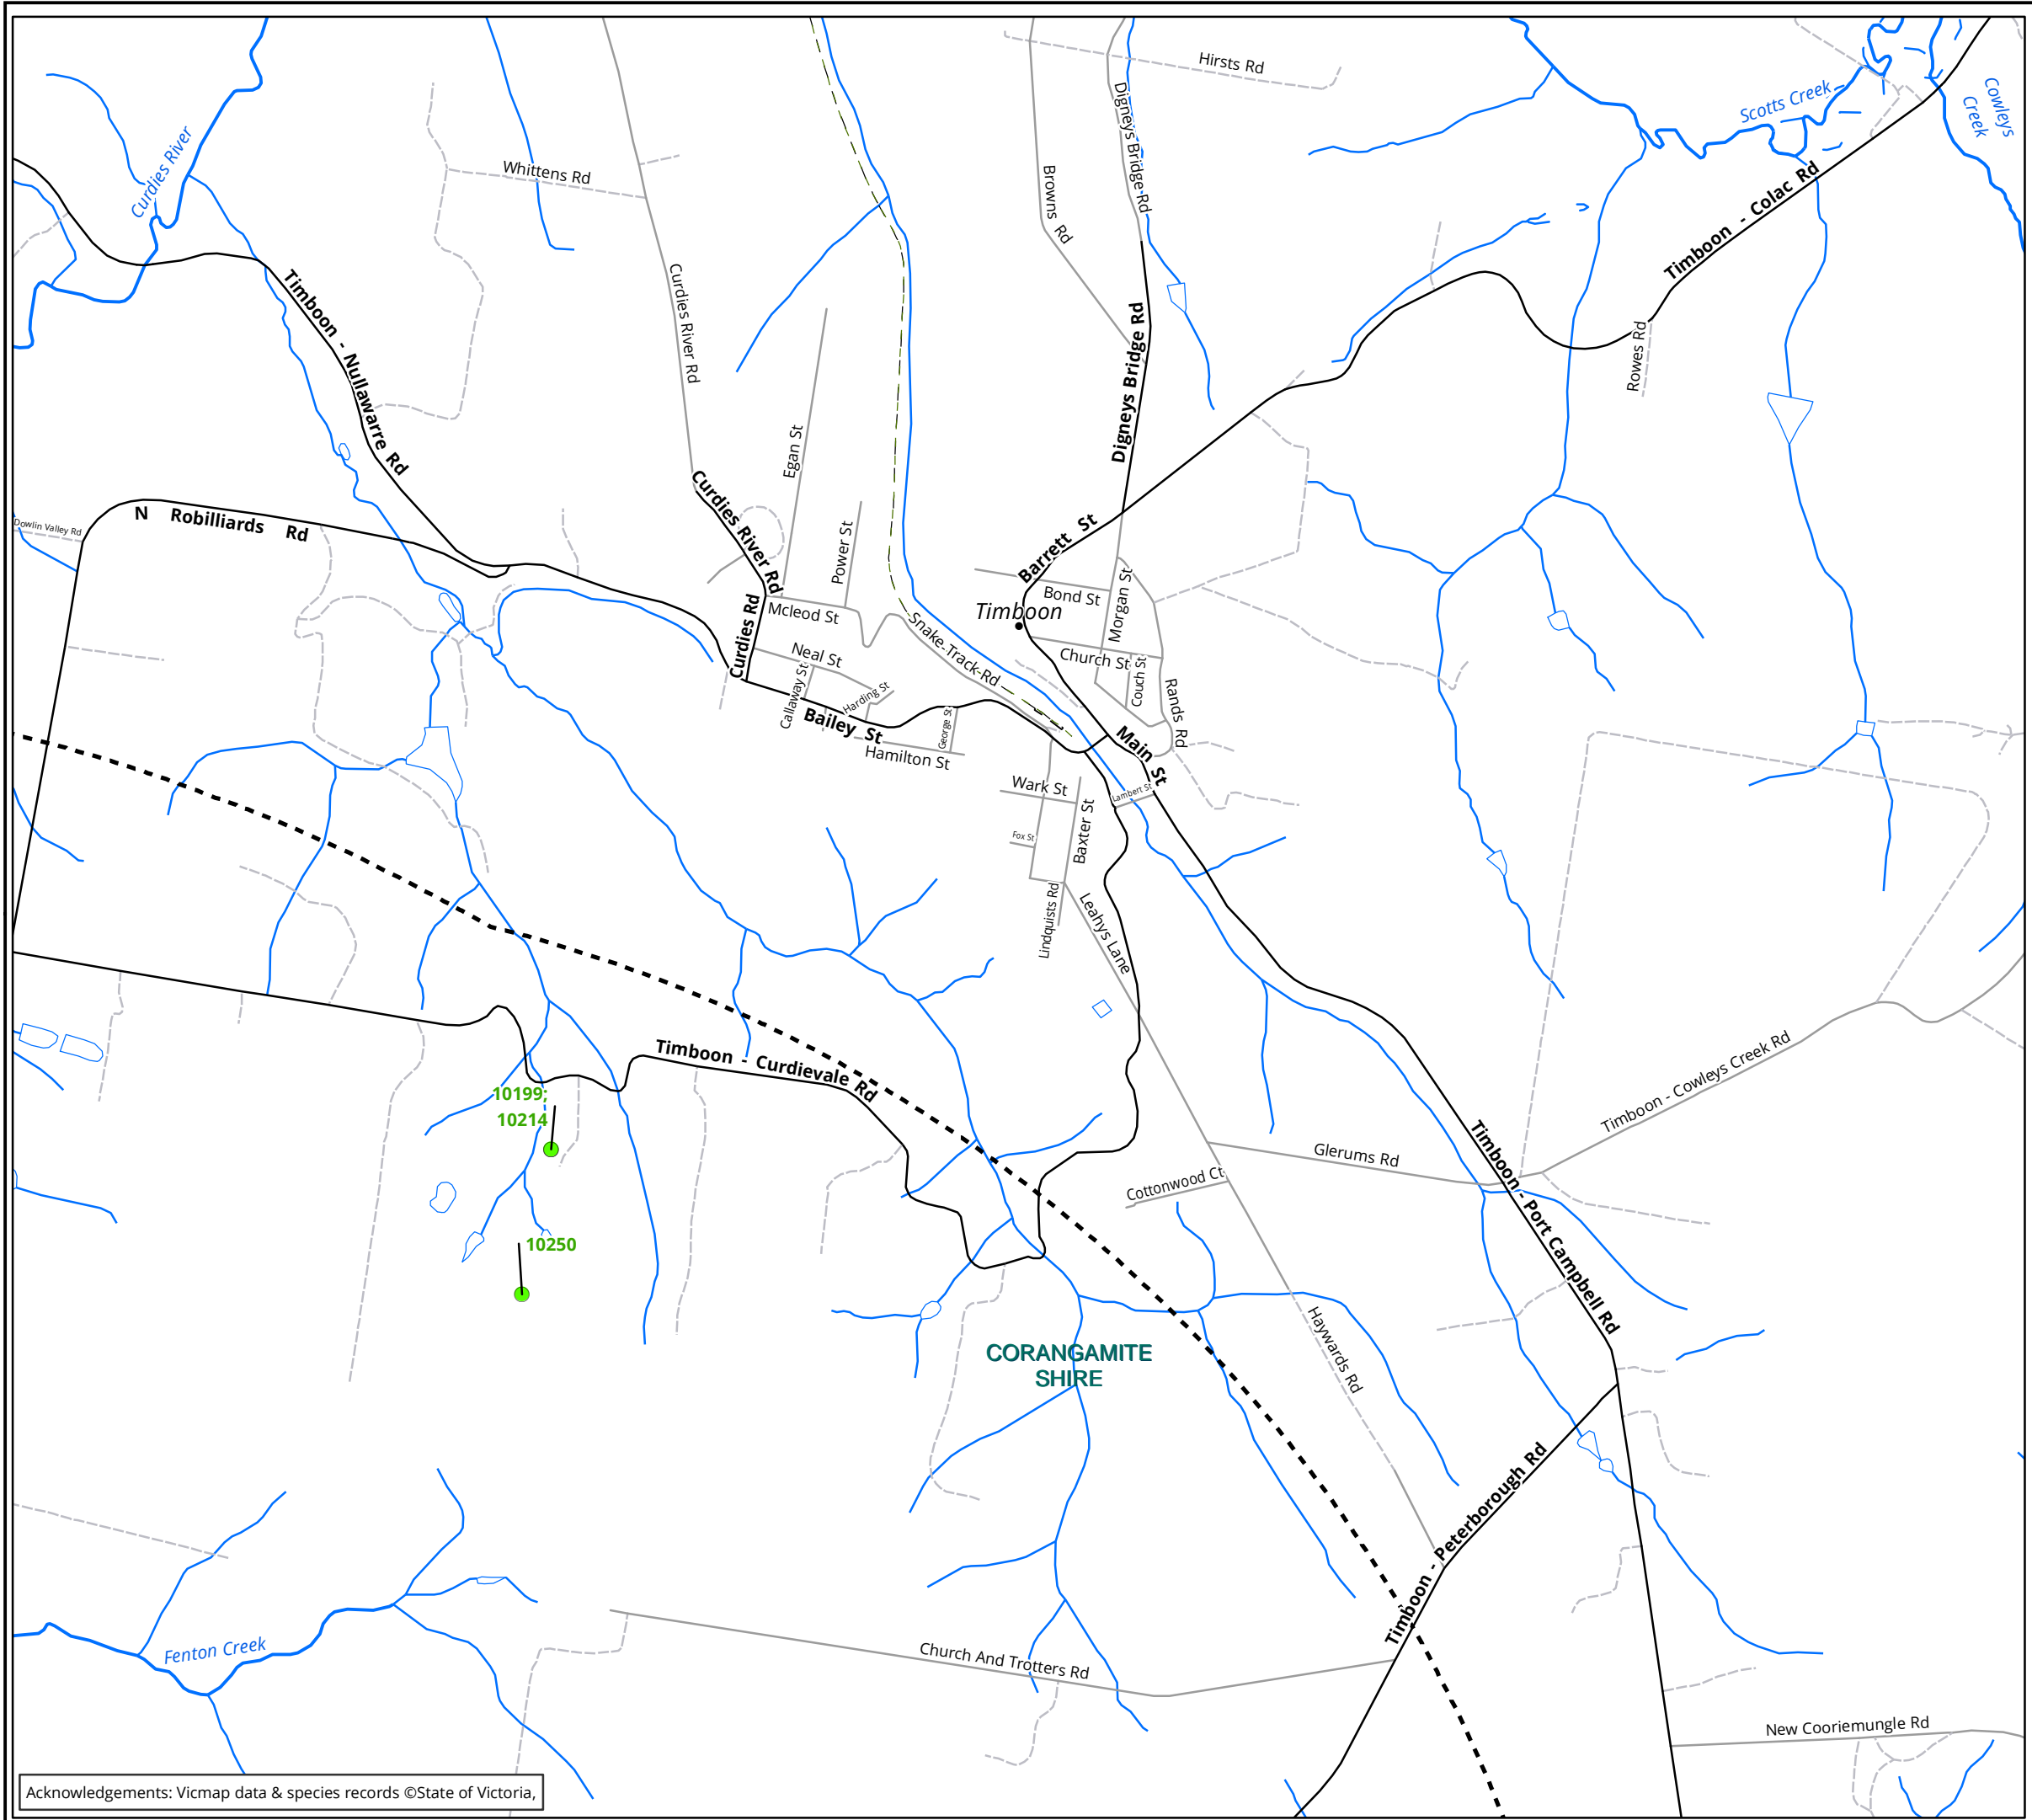 Hirsts Rd
Scotts Creek
Cowleys
Creek
Curdies River
Whittens Rd
Digneys Bridge Rd
Browns Rd
Timboon - Colac Rd
Timboon - Nullawarre Rd
Curdies River Rd
Digneys Bridge Rd
Rowes Rd
Egan St
N Robilliards Rd
Dowlin Valley Rd
Curdies River Rd
Power St
Barrett St
Bond St
Morgan St
Timboon
Mcleod St
Curdies Rd
Snake-Track-Rd
Neal St
Church St
Couch St
Callaway St
Harding St
Rands Rd
Bailey St
George St
Hamilton St
Main St
Wark St
Lambert St
Baxter St
Fox St
Lindquists Rd
Leahys Lane
Timboon - Curdievale Rd
Timboon - Cowleys Creek Rd
10199;
10214
Glerums Rd
Cottonwood Ct
Timboon - Port Campbell Rd
10250
Haywards Rd
CORANGAMITE
SHIRE
Timboon - Peterborough Rd
Fenton Creek
Church And Trotters Rd
New Cooriemungle Rd
Acknowledgements: Vicmap data & species records ©State of Victoria,